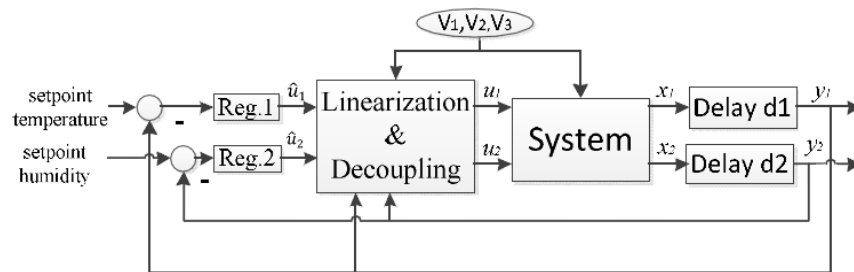 V1,V2,V3
setpoint
temperature
-
Reg.1
û1
Linearization
&
Decoupling
u1
System
x1
Delay d1
y1
setpoint
humidity
-
Reg.2
û2
u2
x2
Delay d2
y2